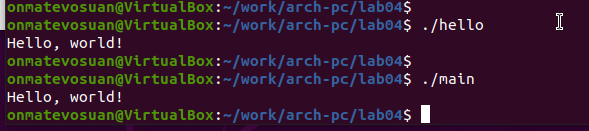 onmatevosuan@VirtualBox:~/work/arch-pc/lab04$
onmatevosuan@VirtualBox:~/work/arch-pc/lab04$ ./hello
Hello, world!
onmatevosuan@VirtualBox:~/work/arch-pc/lab04$
onmatevosuan@VirtualBox:~/work/arch-pc/lab04$ ./main
Hello, world!
onmatevosuan@VirtualBox:~/work/arch-pc/lab04$